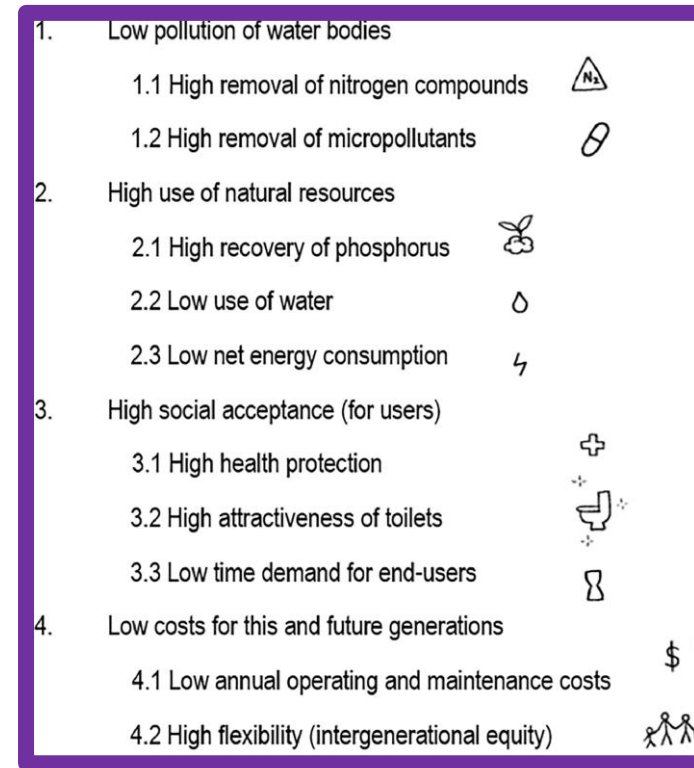 1. Low pollution of water bodies
1.1 High removal of nitrogen compounds
N₂
1.2 High removal of micropollutants
2. High use of natural resources
2.1 High recovery of phosphorus
2.2 Low use of water
2.3 Low net energy consumption
3. High social acceptance (for users)
3.1 High health protection
3.2 High attractiveness of toilets
3.3 Low time demand for end-users
4. Low costs for this and future generations
$
4.1 Low annual operating and maintenance costs
4.2 High flexibility (intergenerational equity)